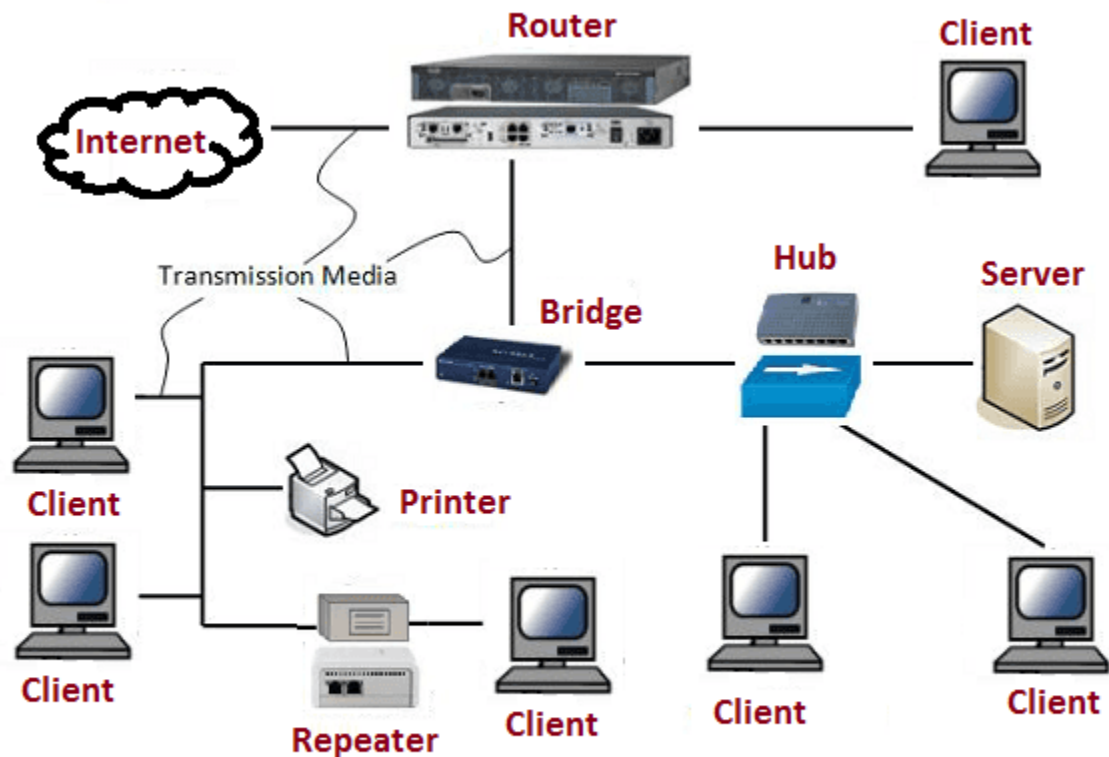 Router
Client
Internet
Transmission Media
Hub
Server
Bridge
Client
Printer
Client
Repeater
Client
Client
Client